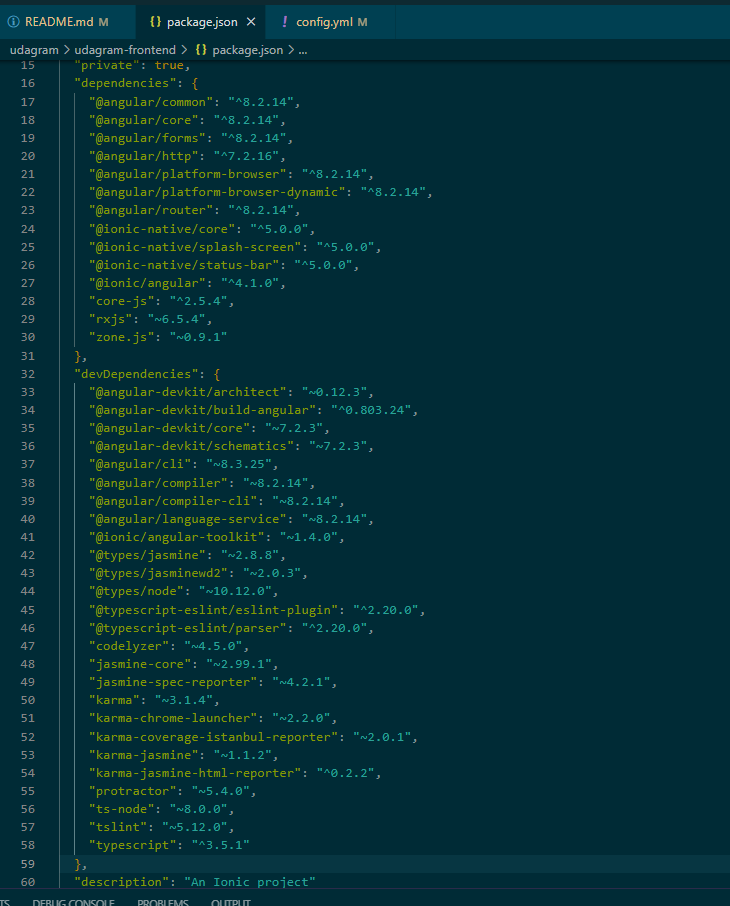 README.md M
{} package.json ×
! config.yml M
udagram > udagram-frontend > {} package.json > ...
15 "private": true,
16 "dependencies": {
17 "@angular/common": "^8.2.14",
18 "@angular/core": "^8.2.14",
19 "@angular/forms": "^8.2.14",
20 "@angular/http": "^7.2.16",
21 "@angular/platform-browser": "^8.2.14",
22 "@angular/platform-browser-dynamic": "^8.2.14",
23 "@angular/router": "^8.2.14",
24 "@ionic-native/core": "^5.0.0",
25 "@ionic-native/splash-screen": "^5.0.0",
26 "@ionic-native/status-bar": "^5.0.0",
27 "@ionic/angular": "^4.1.0",
28 "core-js": "^2.5.4",
29 "rxjs": "~6.5.4",
30 "zone.js": "~0.9.1"
31 },
32 "devDependencies": {
33 "@angular-devkit/architect": "~0.12.3",
34 "@angular-devkit/build-angular": "^0.803.24",
35 "@angular-devkit/core": "~7.2.3",
36 "@angular-devkit/schematics": "~7.2.3",
37 "@angular/cli": "~8.3.25",
38 "@angular/compiler": "~8.2.14",
39 "@angular/compiler-cli": "~8.2.14",
40 "@angular/language-service": "~8.2.14",
41 "@ionic/angular-toolkit": "~1.4.0",
42 "@types/jasmine": "~2.8.8",
43 "@types/jasminewd2": "~2.0.3",
44 "@types/node": "~10.12.0",
45 "@typescript-eslint/eslint-plugin": "^2.20.0",
46 "@typescript-eslint/parser": "^2.20.0",
47 "codelyzer": "~4.5.0",
48 "jasmine-core": "~2.99.1",
49 "jasmine-spec-reporter": "~4.2.1",
50 "karma": "~3.1.4",
51 "karma-chrome-launcher": "~2.2.0",
52 "karma-coverage-istanbul-reporter": "~2.0.1",
53 "karma-jasmine": "~1.1.2",
54 "karma-jasmine-html-reporter": "^0.2.2",
55 "protractor": "~5.4.0",
56 "ts-node": "~8.0.0",
57 "tslint": "~5.12.0",
58 "typescript": "^3.5.1"
59 },
60 "description": "An Ionic project"
TS DEBUG CONSOLE PROBLEMS OUTPUT